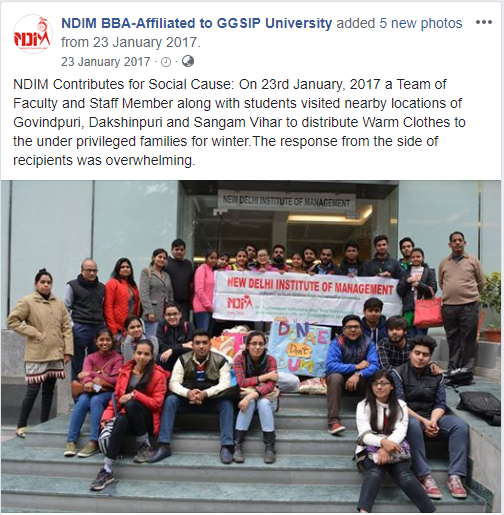 NDIM BBA-Affiliated to GGSIP University added 5 new photos
from 23 January 2017.
23 January 2017
NDIM Contributes for Social Cause: On 23rd January, 2017 a Team of
Faculty and Staff Member along with students visited nearby locations of
Govindpuri, Dakshinpuri and Sangam Vihar to distribute Warm Clothes to
the under privileged families for winter.The response from the side of
recipients was overwhelming.
NEW DELHI INSTITUTE OF MANAGEMENT
NEW DELHI INSTITUTE OF MANAGEMENT
NDIM
DONATE
Don't